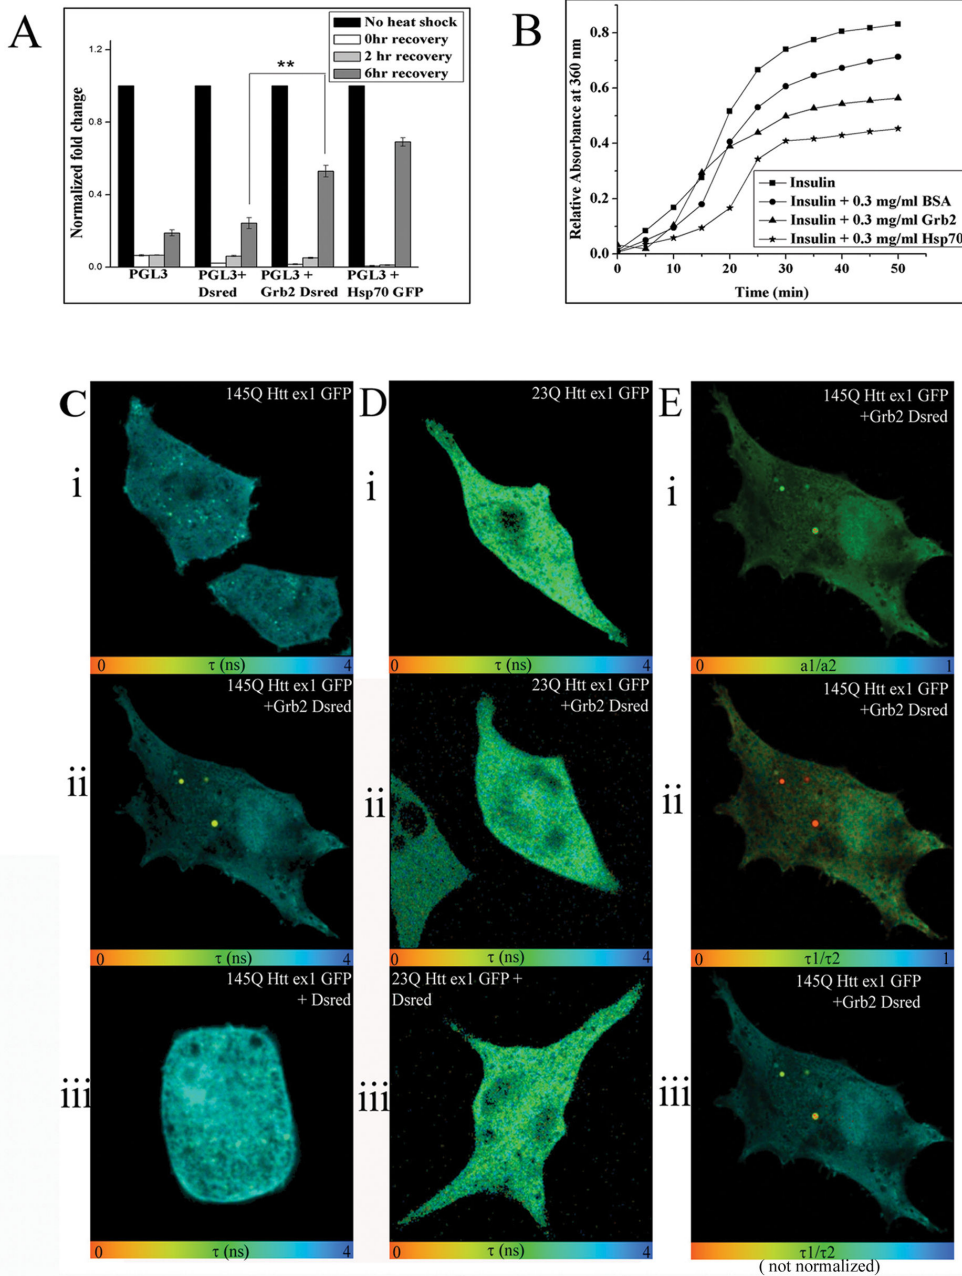 A
No heat shock
0hr recovery
2 hr recovery
6hr recovery
**
Normalized fold change
1.2
0.8
0.4
0.0
PGL3
PGL3+
Dsred
PGL3 +
Grb2 Dsred
PGL3 +
Hsp70 GFP
B
Relative Absorbance at 360 nm
0.8
0.6
0.4
0.2
0.0
Insulin
Insulin + 0.3 mg/ml BSA
Insulin + 0.3 mg/ml Grb2
Insulin + 0.3 mg/ml Hsp70
0
10
20
30
40
50
Time (min)
C
145Q Htt ex1 GFP
i
0
τ (ns)
4
145Q Htt ex1 GFP
+Grb2 Dsred
ii
0
τ (ns)
4
145Q Htt ex1 GFP
+ Dsred
iii
0
τ (ns)
4
D
23Q Htt ex1 GFP
i
0
τ (ns)
4
23Q Htt ex1 GFP
+Grb2 Dsred
ii
0
τ (ns)
4
23Q Htt ex1 GFP +
Dsred
iii
0
τ (ns)
4
E
145Q Htt ex1 GFP
+Grb2 Dsred
i
0
a1/a2
1
145Q Htt ex1 GFP
+Grb2 Dsred
ii
0
τ1/τ2
1
145Q Htt ex1 GFP
+Grb2 Dsred
iii
τ1/τ2
( not normalized)